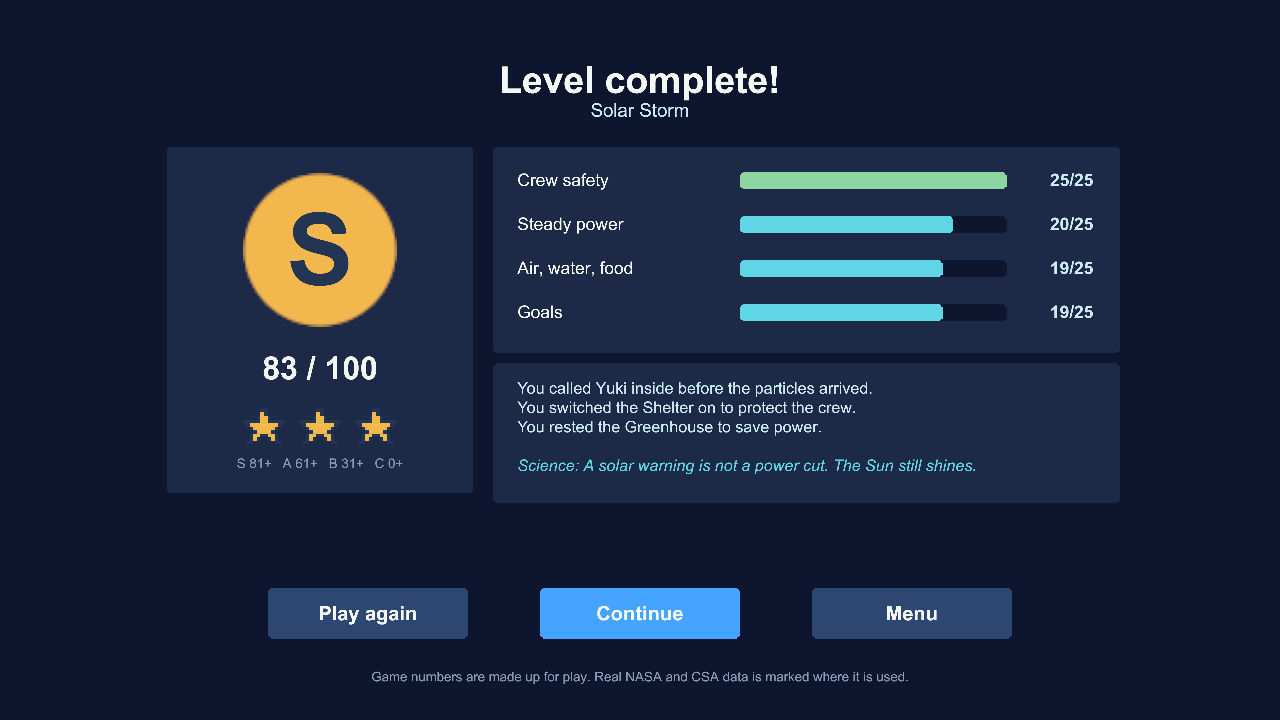 Level complete!
Solar Storm
S
83 / 100
S 81+ A 61+ B 31+ C 0+
Crew safety 25/25
Steady power 20/25
Air, water, food 19/25
Goals 19/25
You called Yuki inside before the particles arrived.
You switched the Shelter on to protect the crew.
You rested the Greenhouse to save power.
Science: A solar warning is not a power cut. The Sun still shines.
Play again
Continue
Menu
Game numbers are made up for play. Real NASA and CSA data is marked where it is used.